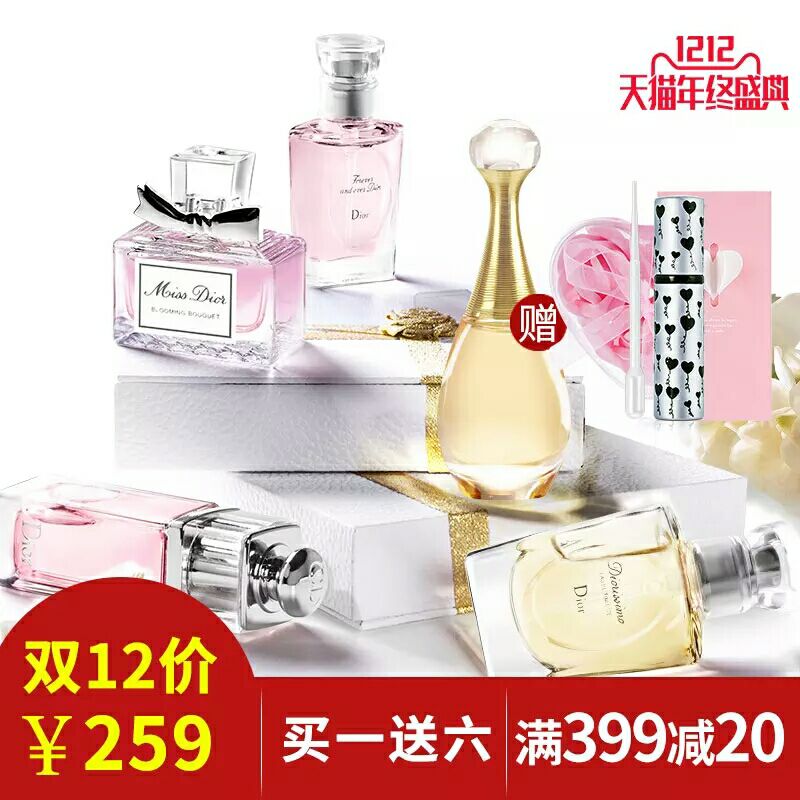 1212
天猫年终盛典
Forever
and ever Dior
Dior
Miss Dior
BLOOMING BOUQUET
赠
Dior
Diorissimo
Dior
双12价
￥259
买一送六
满399减20